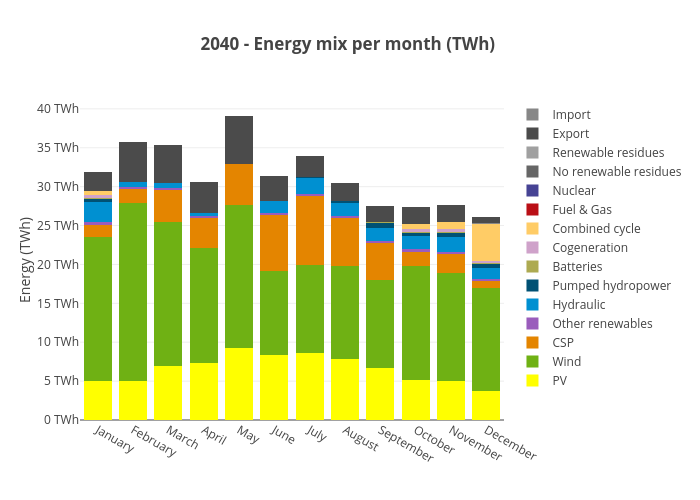 2040 - Energy mix per month (TWh)
40 TWh
35 TWh
30 TWh
25 TWh
20 TWh
15 TWh
10 TWh
5 TWh
0 TWh
Energy (TWh)
January
February
March
April
May
June
July
August
September
October
November
December
Import
Export
Renewable residues
No renewable residues
Nuclear
Fuel & Gas
Combined cycle
Cogeneration
Batteries
Pumped hydropower
Hydraulic
Other renewables
CSP
Wind
PV